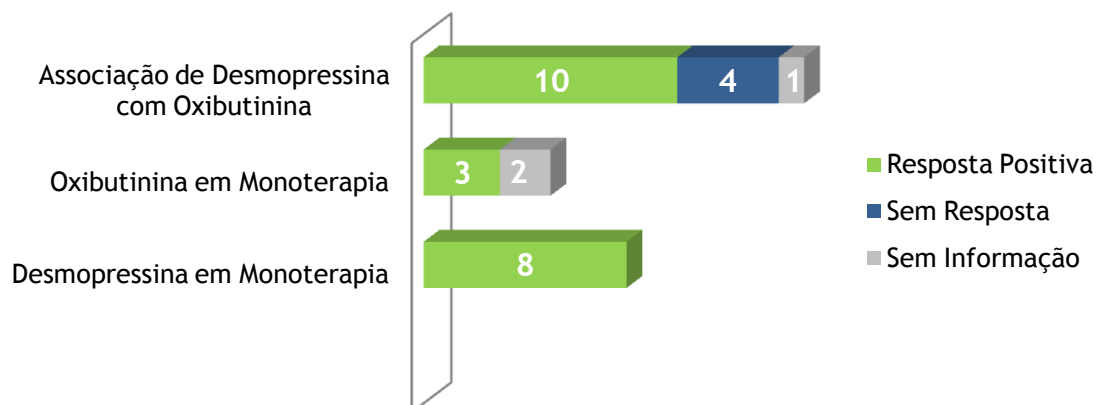 Associação de Desmopressina
com Oxibutinina
10
4
1
Oxibutinina em Monoterapia
3
2
Desmopressina em Monoterapia
8
Resposta Positiva
Sem Resposta
Sem Informação